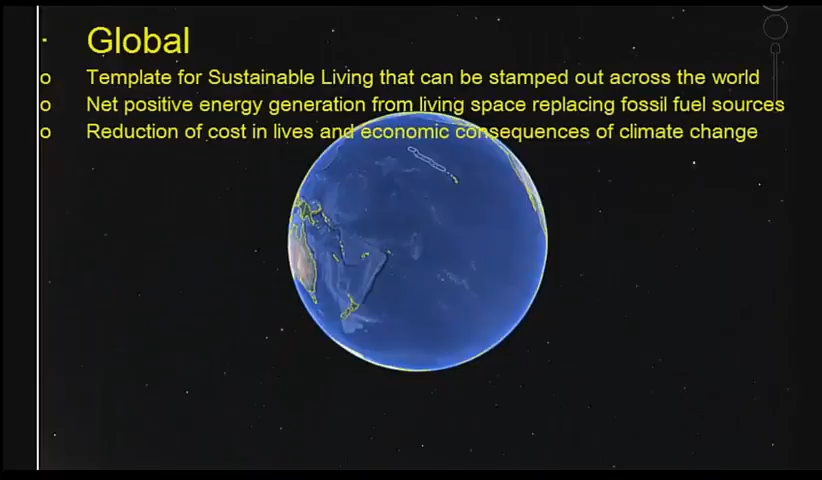 · Global
o Template for Sustainable Living that can be stamped out across the world
o Net positive energy generation from living space replacing fossil fuel sources
o Reduction of cost in lives and economic consequences of climate change